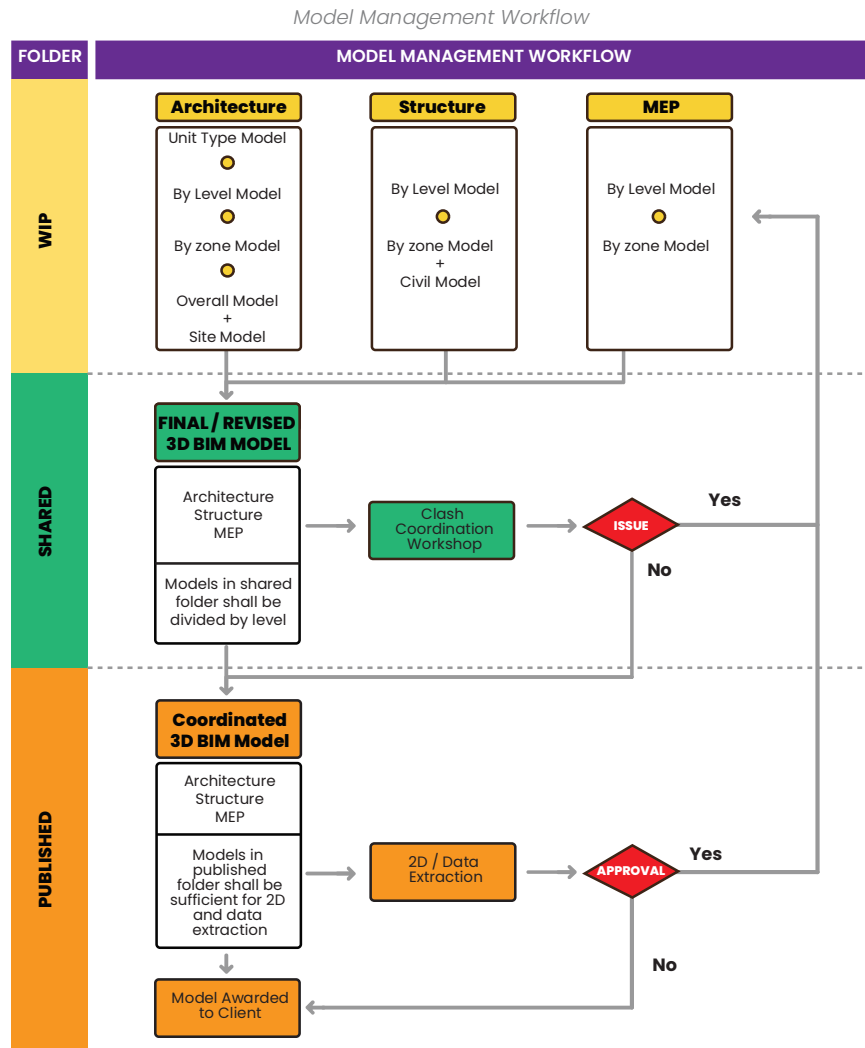 Model Management Workflow
FOLDER
MODEL MANAGEMENT WORKFLOW
WIP
Architecture
Unit Type Model
By Level Model
By zone Model
Overall Model
+
Site Model
Structure
By Level Model
By zone Model
+
Civil Model
MEP
By Level Model
By zone Model
SHARED
FINAL / REVISED
3D BIM MODEL
Architecture
Structure
MEP
Models in shared
folder shall be
divided by level
Clash
Coordination
Workshop
ISSUE
Yes
No
PUBLISHED
Coordinated
3D BIM Model
Architecture
Structure
MEP
Models in
published
folder shall be
sufficient for 2D
and data
extraction
2D / Data
Extraction
APPROVAL
Yes
No
Model Awarded
to Client